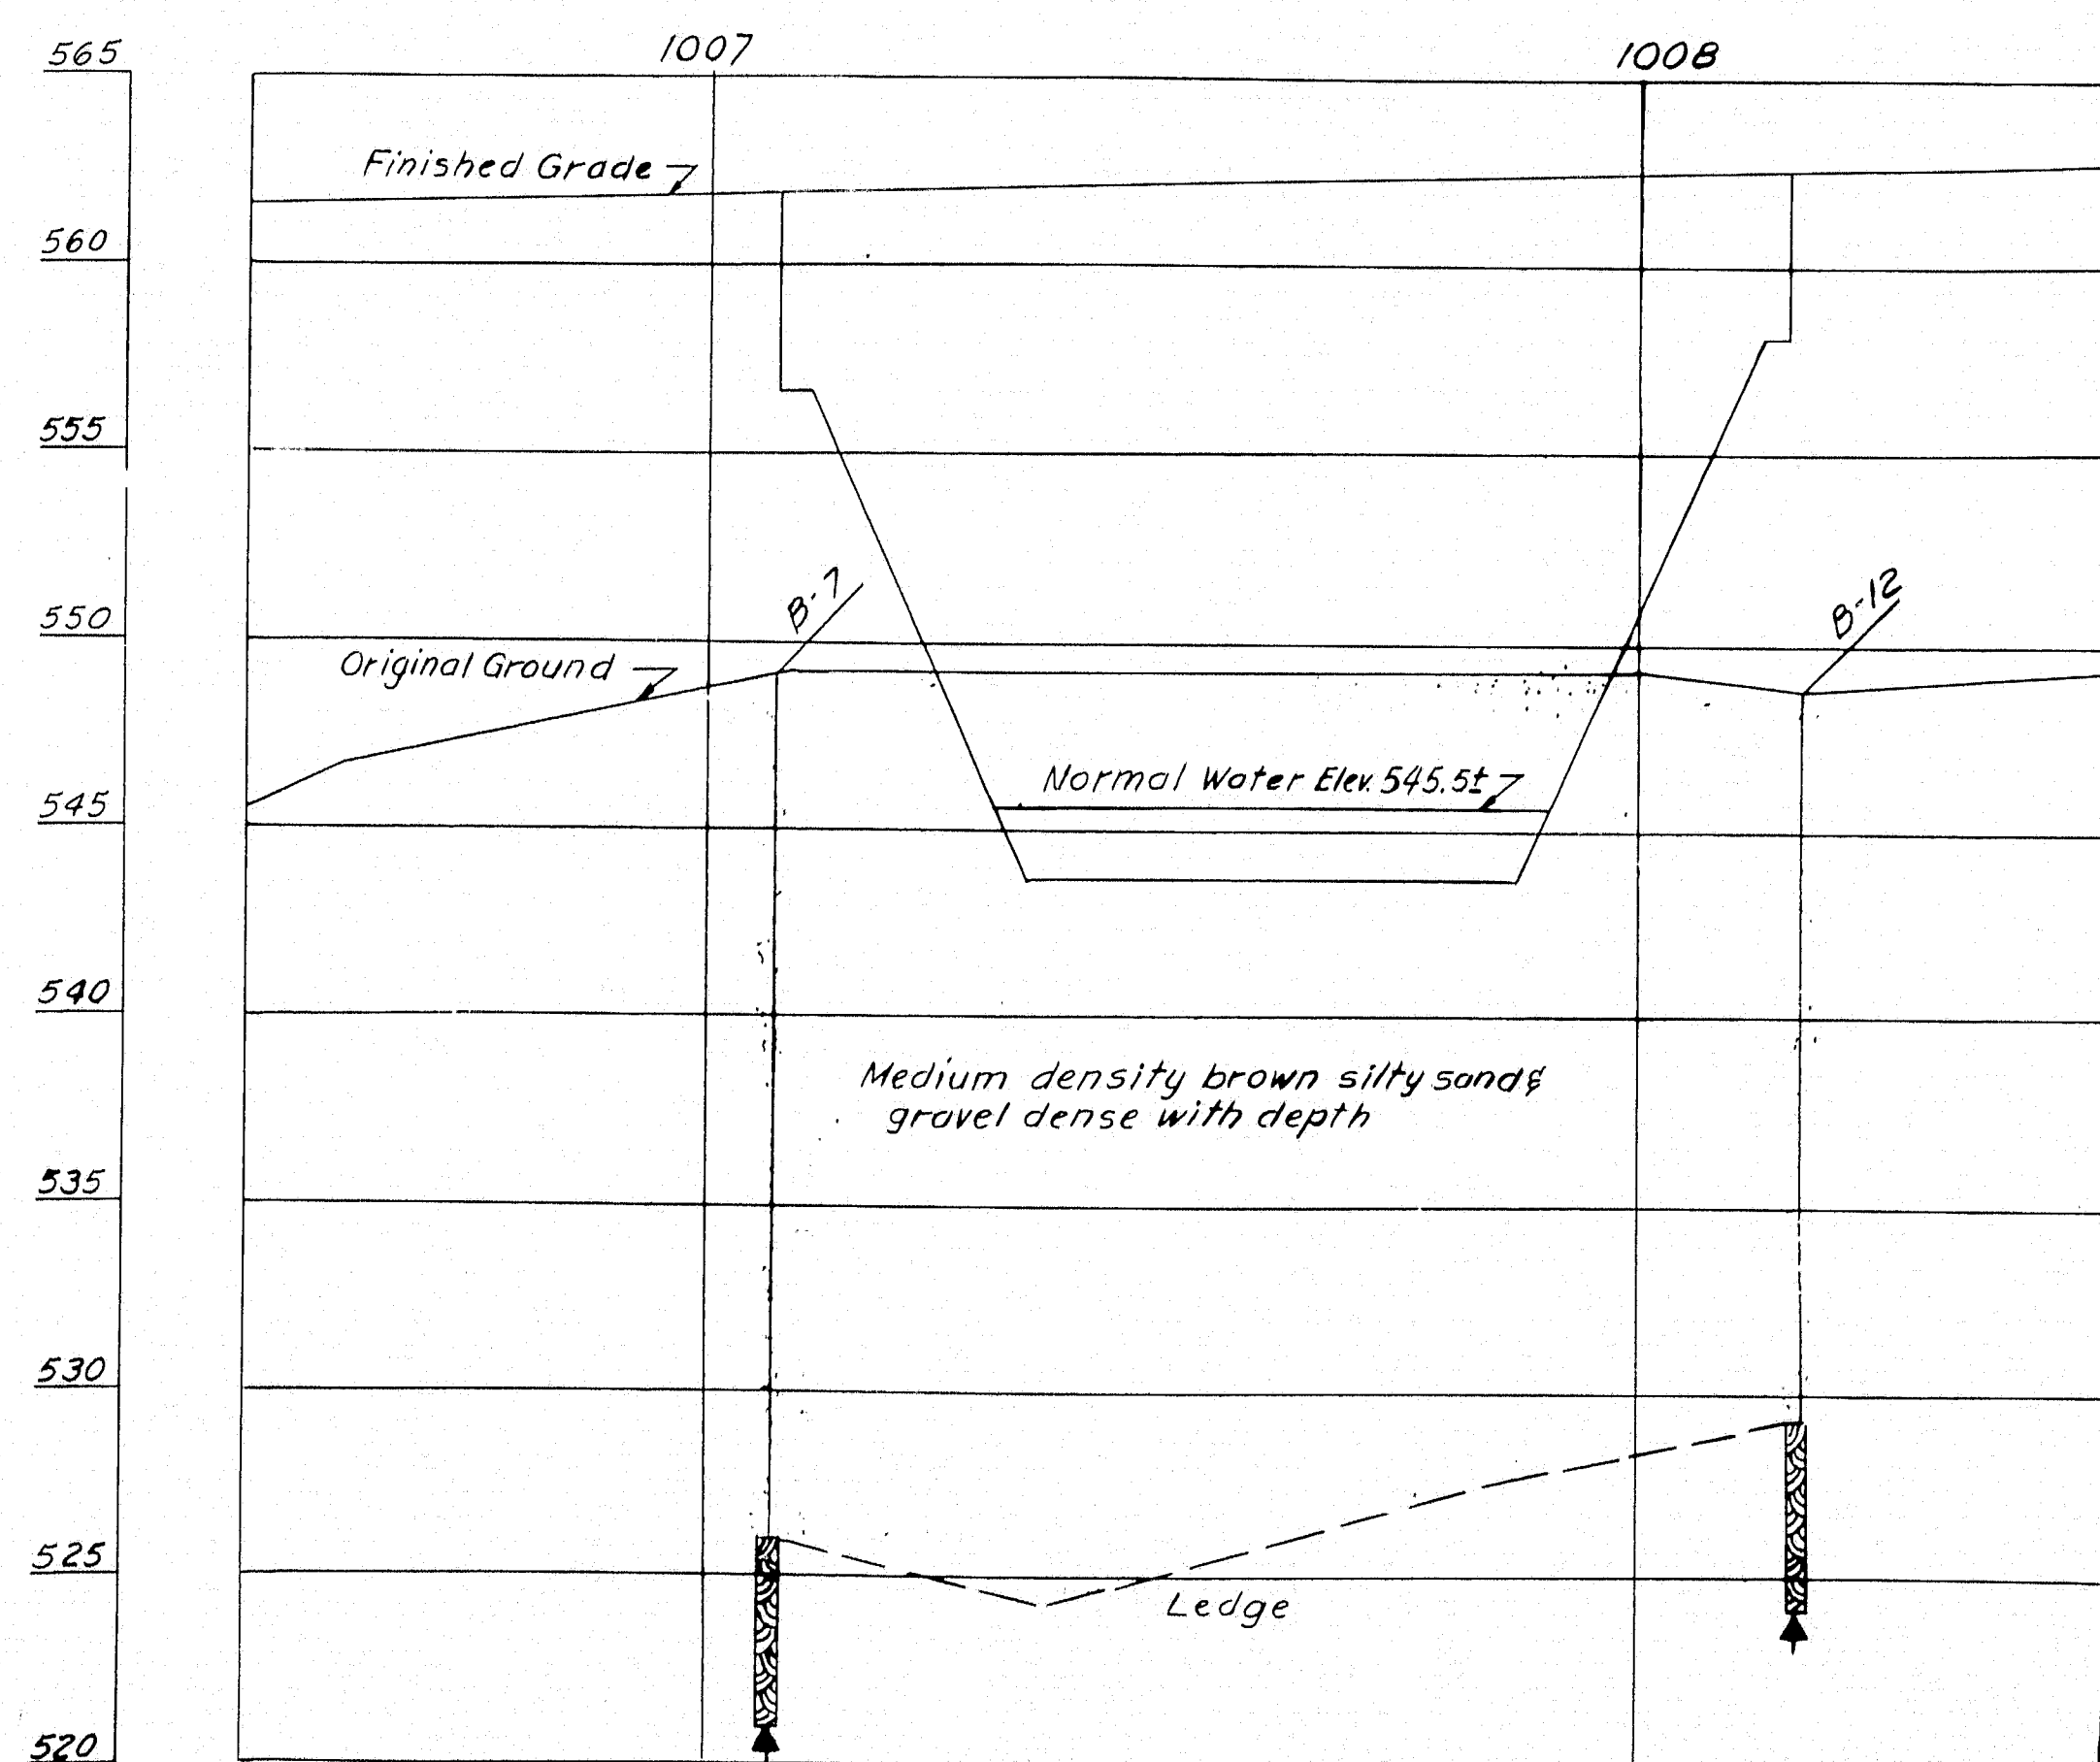 1007
1008
565
Finished Grade
560
555
550
B-7
B-12
Original Ground
Normal Water Elev. 545.5±
545
540
Medium density brown silty sand &
gravel dense with depth
535
530
525
Ledge
520